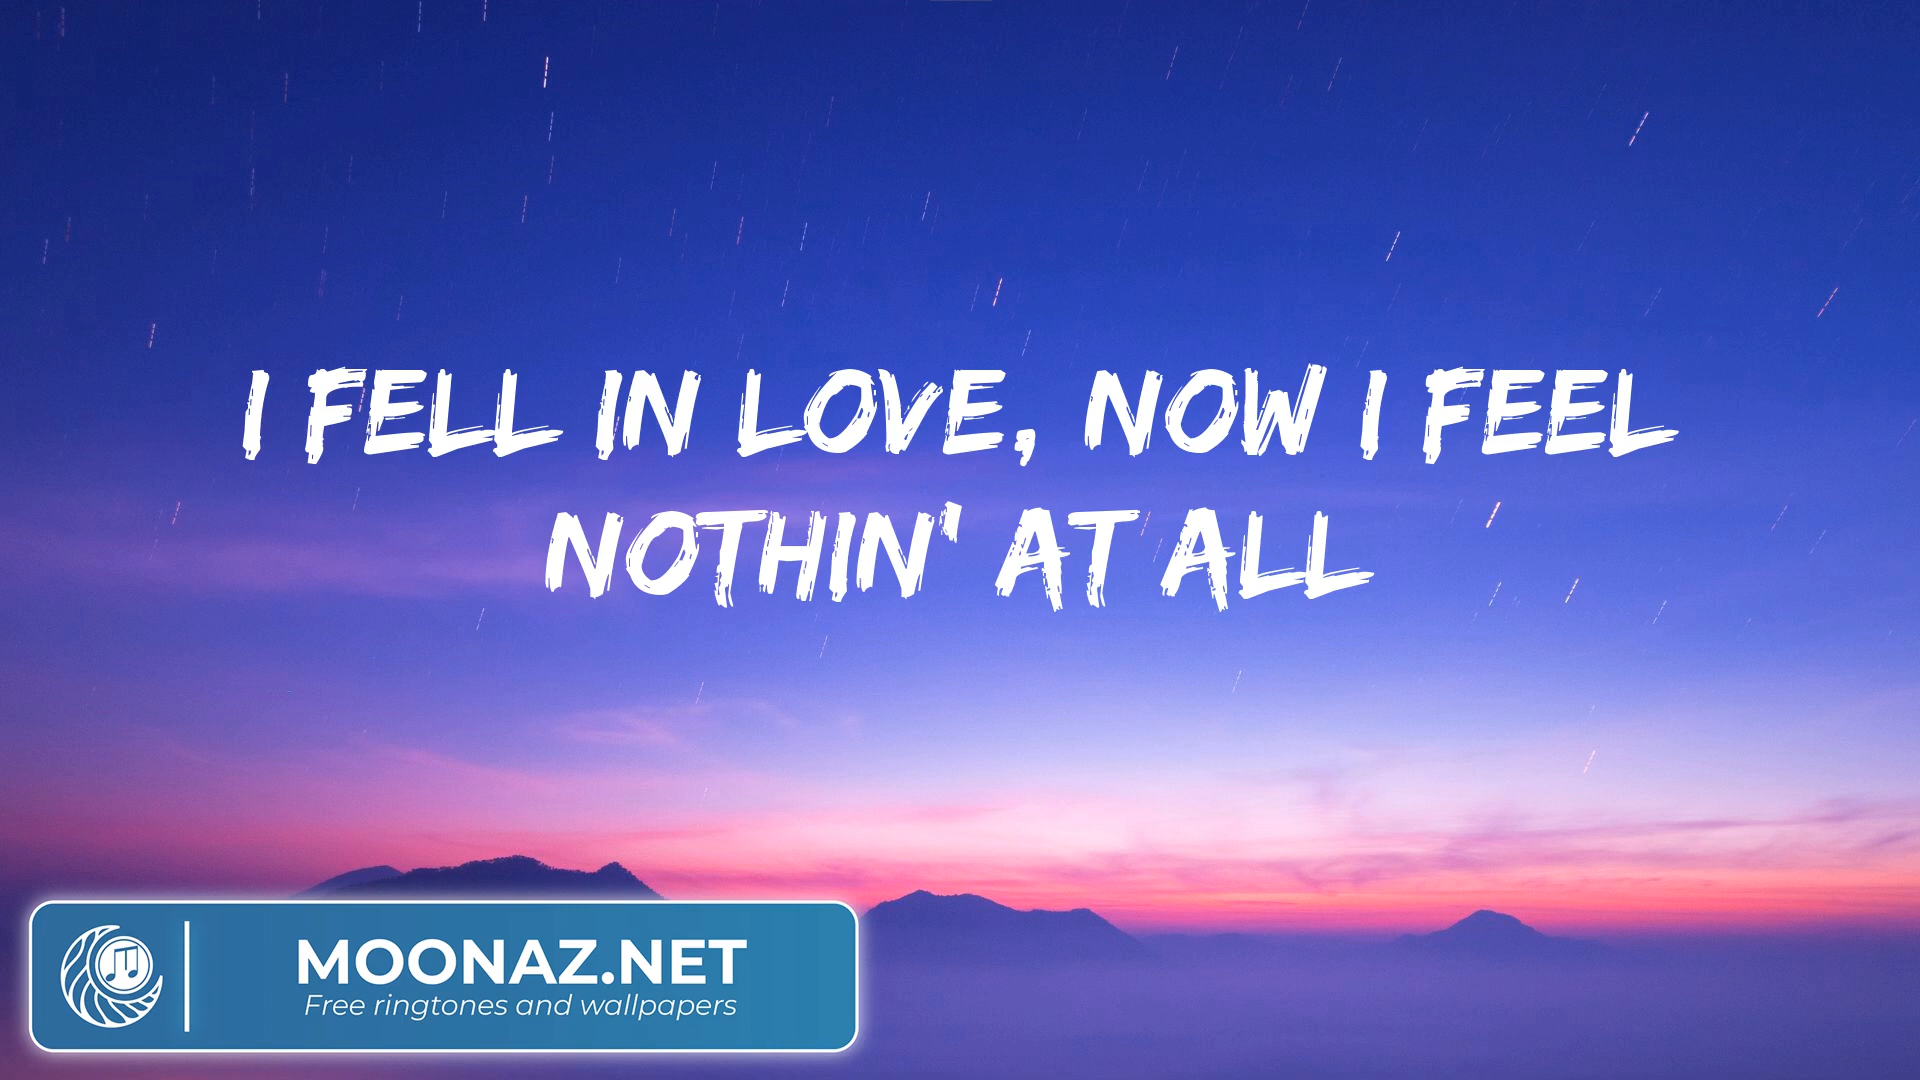 I FELL IN LOVE, NOW I FEEL
NOTHIN' AT ALL
MOONAZ.NET
Free ringtones and wallpapers